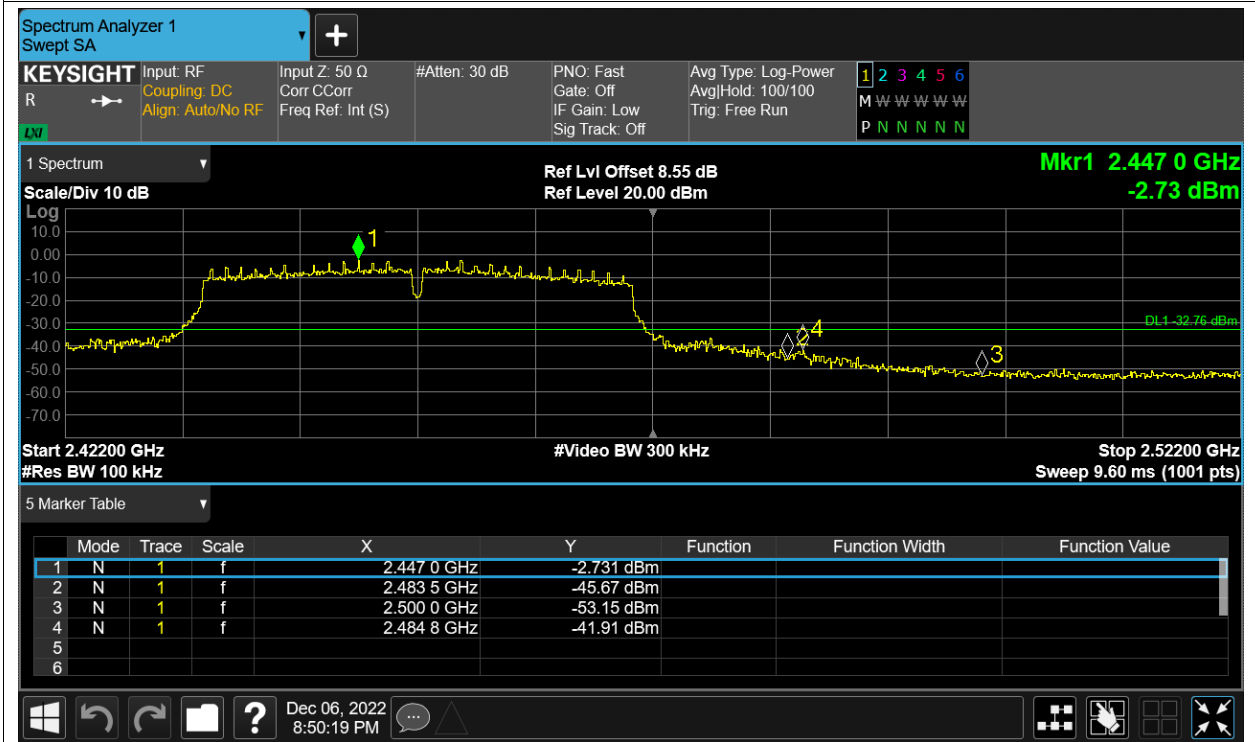 Spectrum Analyzer 1
Swept SA
+
KEYSIGHT
R
LXI
Input: RF
Coupling: DC
Align: Auto/No RF
Input Z: 50 Ω
Corr CCorr
Freq Ref: Int (S)
#Atten: 30 dB
PNO: Fast
Gate: Off
IF Gain: Low
Sig Track: Off
Avg Type: Log-Power
Avg|Hold: 100/100
Trig: Free Run
1 2 3 4 5 6
M W W W W W
P N N N N N
1 Spectrum
Scale/Div 10 dB
Ref Lvl Offset 8.55 dB
Ref Level 20.00 dBm
Mkr1 2.447 0 GHz
-2.73 dBm
Log
10.0
0.00
-10.0
-20.0
-30.0
-40.0
-50.0
-60.0
-70.0
1
4
3
DL1 -32.76 dBm
Start 2.42200 GHz
#Video BW 300 kHz
Stop 2.52200 GHz
#Res BW 100 kHz
Sweep 9.60 ms (1001 pts)
5 Marker Table
Mode Trace Scale X Y Function Function Width Function Value
1 N 1 f 2.447 0 GHz -2.731 dBm
2 N 1 f 2.483 5 GHz -45.67 dBm
3 N 1 f 2.500 0 GHz -53.15 dBm
4 N 1 f 2.484 8 GHz -41.91 dBm
5
6
?
Dec 06, 2022
8:50:19 PM